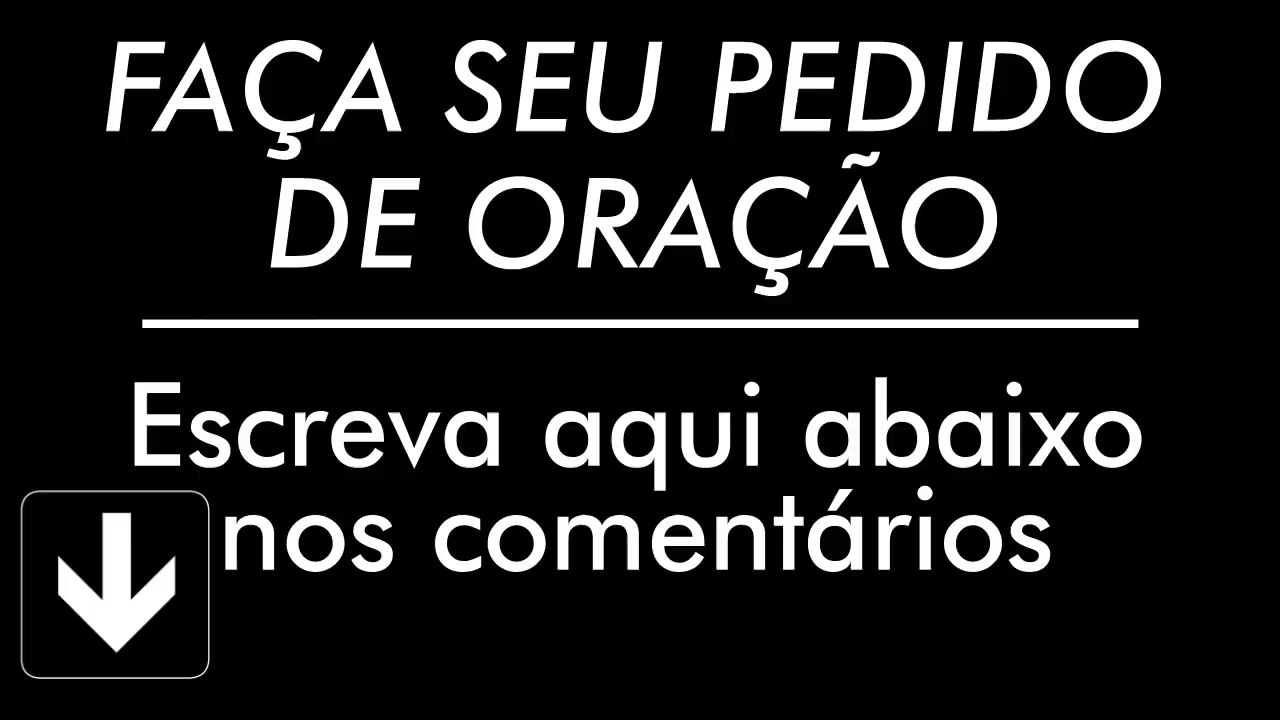 FAÇA SEU PEDIDO
DE ORAÇÃO
Escreva aqui abaixo
nos comentários